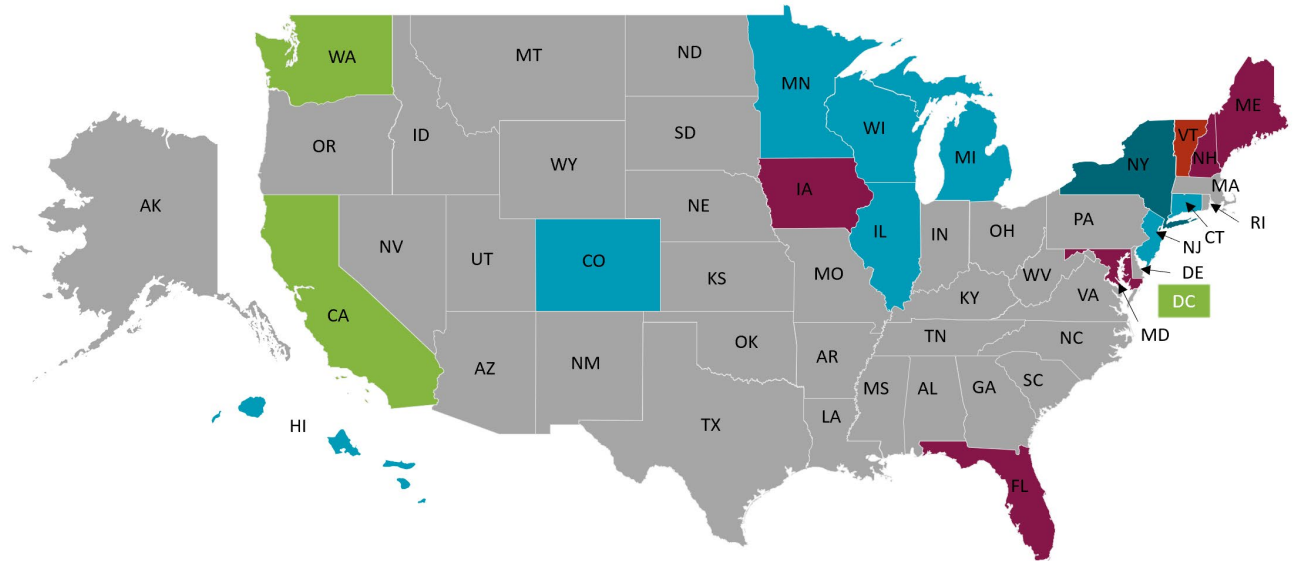 WA
MT
ND
MN
ME
OR
ID
SD
WI
MI
VT
NH
NY
WY
MA
AK
NE
IA
PA
RI
NV
UT
CO
KS
MO
IL
IN
OH
WV
VA
NJ
CT
DE
DC
MD
KY
CA
AZ
NM
OK
AR
TN
NC
SC
MS
AL
GA
TX
LA
HI
FL